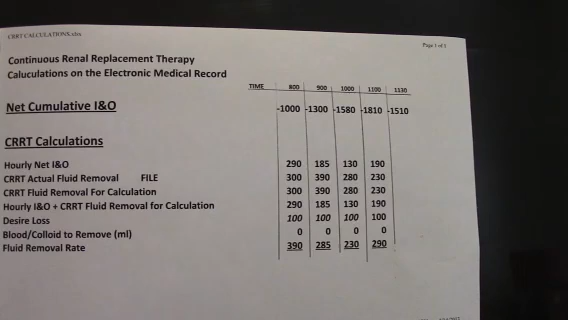 CRRT CALCULATIONS.xlsx
Page 1 of 1
Continuous Renal Replacement Therapy
Caluculations on the Electronic Medical Record
TIME 800 900 1000 1100 1130
Net Cumulative I&O -1000 -1300 -1580 -1810 -1510
CRRT Calculations
Hourly Net I&O 290 185 130 190
CRRT Actual Fluid Removal FILE 300 390 280 230
CRRT Fluid Removal For Calculation 300 390 280 230
Hourly I&O + CRRT Fluid Removal for Calculation 290 185 130 190
Desire Loss 100 100 100 100
Blood/Colloid to Remove (ml) 0 0 0 0
Fluid Removal Rate 390 285 230 290